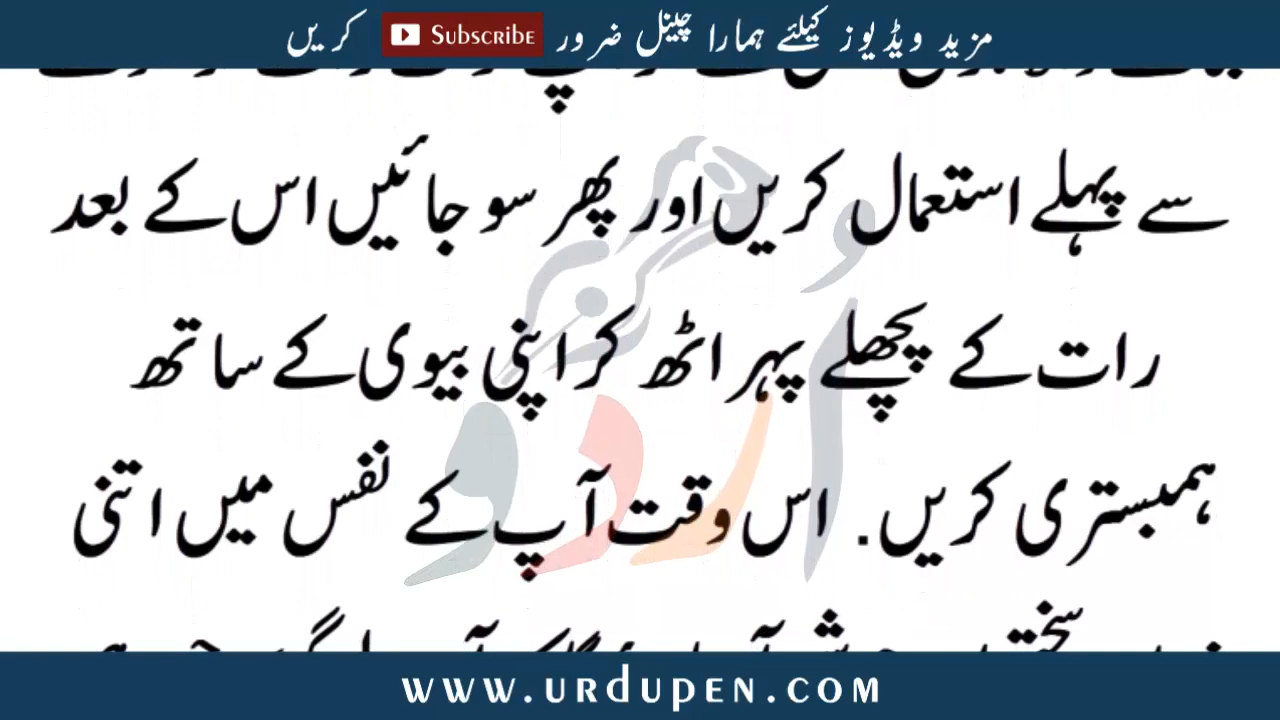 مزید ویڈیوز کیلئے ہمارا چینل ضرور Subscribe کریں
سے پہلے استعمال کریں اور پھر سو جائیں اس کے بعد
رات کے پچھلے پہر اٹھ کر اپنی بیوی کے ساتھ
ہمبستری کریں. اس وقت آپ کے نفس میں اتنی
اُردو
www.urdupen.com